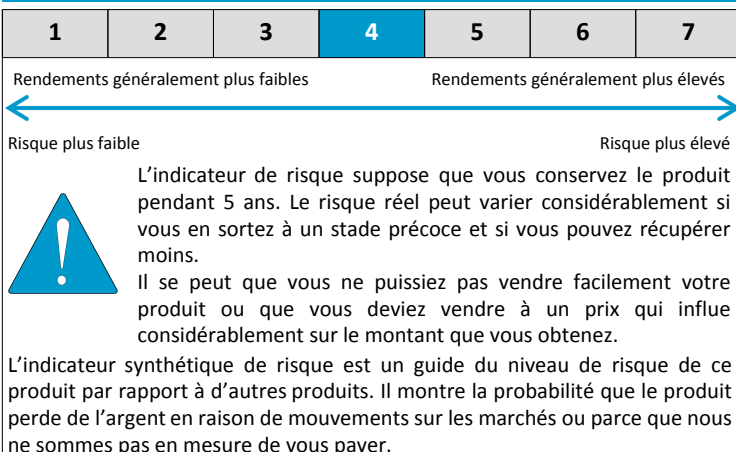 1 2 3 4 5 6 7
Rendements généralement plus faibles Rendements généralement plus élevés
Risque plus faible Risque plus élevé
L'indicateur de risque suppose que vous conservez le produit
pendant 5 ans. Le risque réel peut varier considérablement si
vous en sortez à un stade précoce et si vous pouvez récupérer
moins.
Il se peut que vous ne puissiez pas vendre facilement votre
produit ou que vous deviez vendre à un prix qui influe
considérablement sur le montant que vous obtenez.
L'indicateur synthétique de risque est un guide du niveau de risque de ce
produit par rapport à d'autres produits. Il montre la probabilité que le produit
perde de l'argent en raison de mouvements sur les marchés ou parce que nous
ne sommes pas en mesure de vous payer.